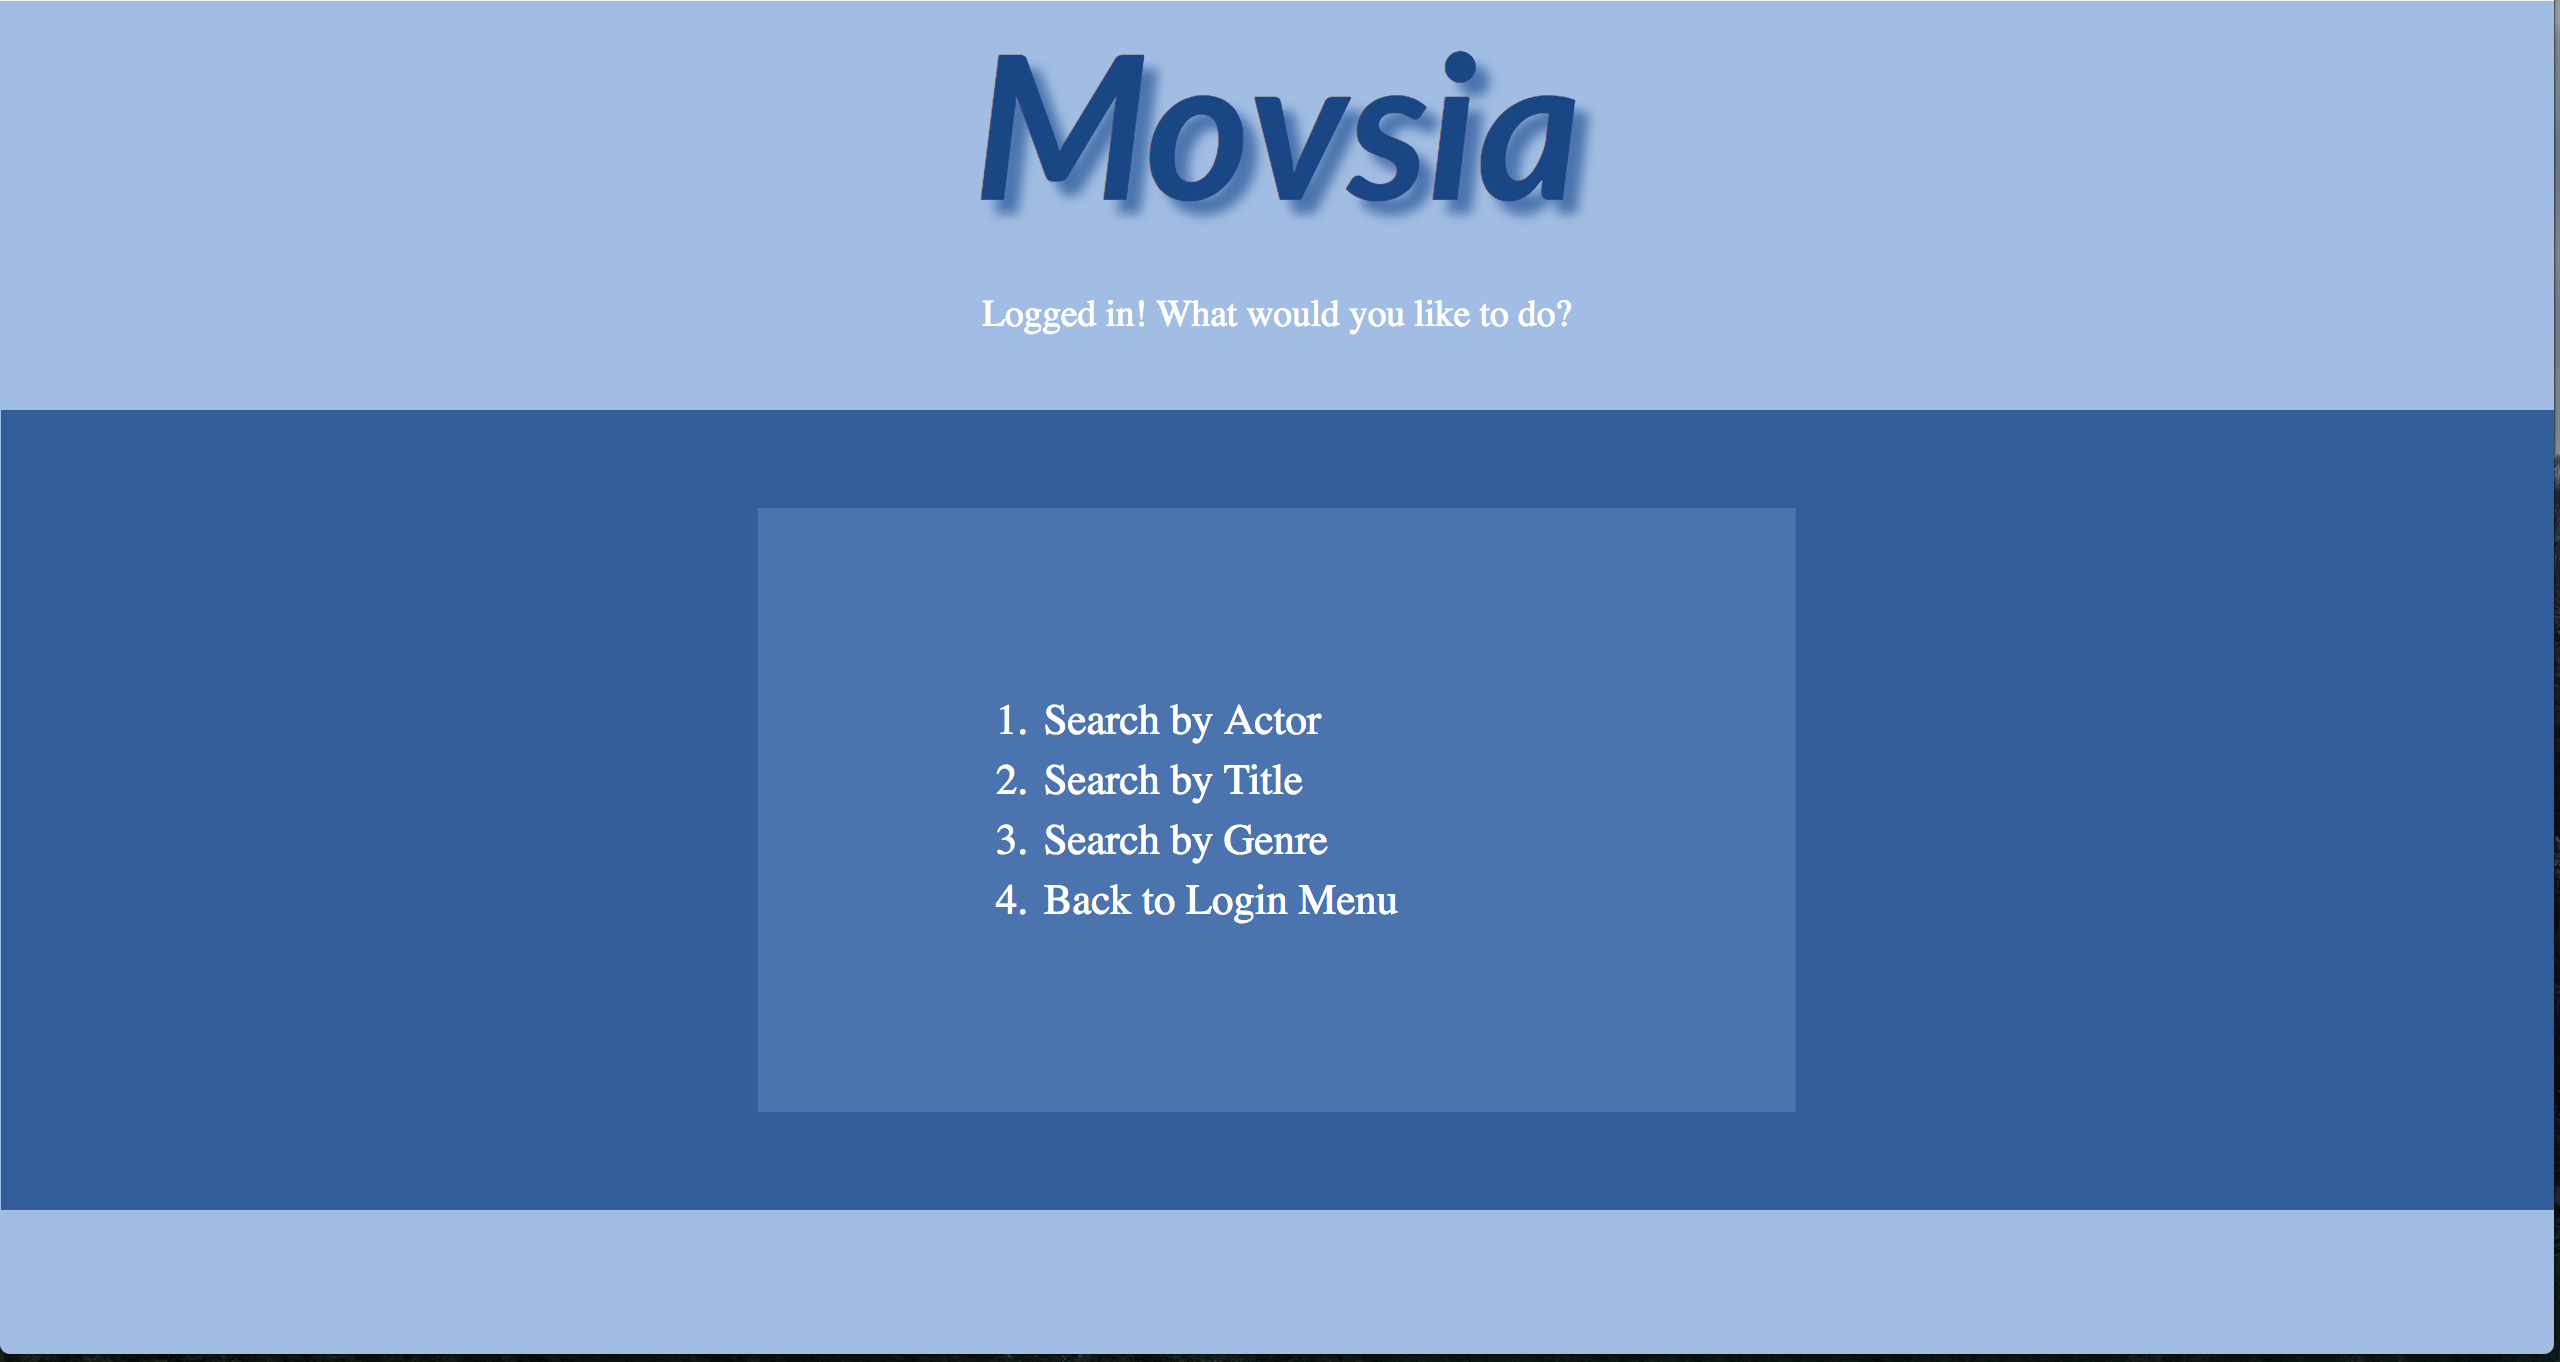 Movsia
Logged in! What would you like to do?
1. Search by Actor
2. Search by Title
3. Search by Genre
4. Back to Login Menu